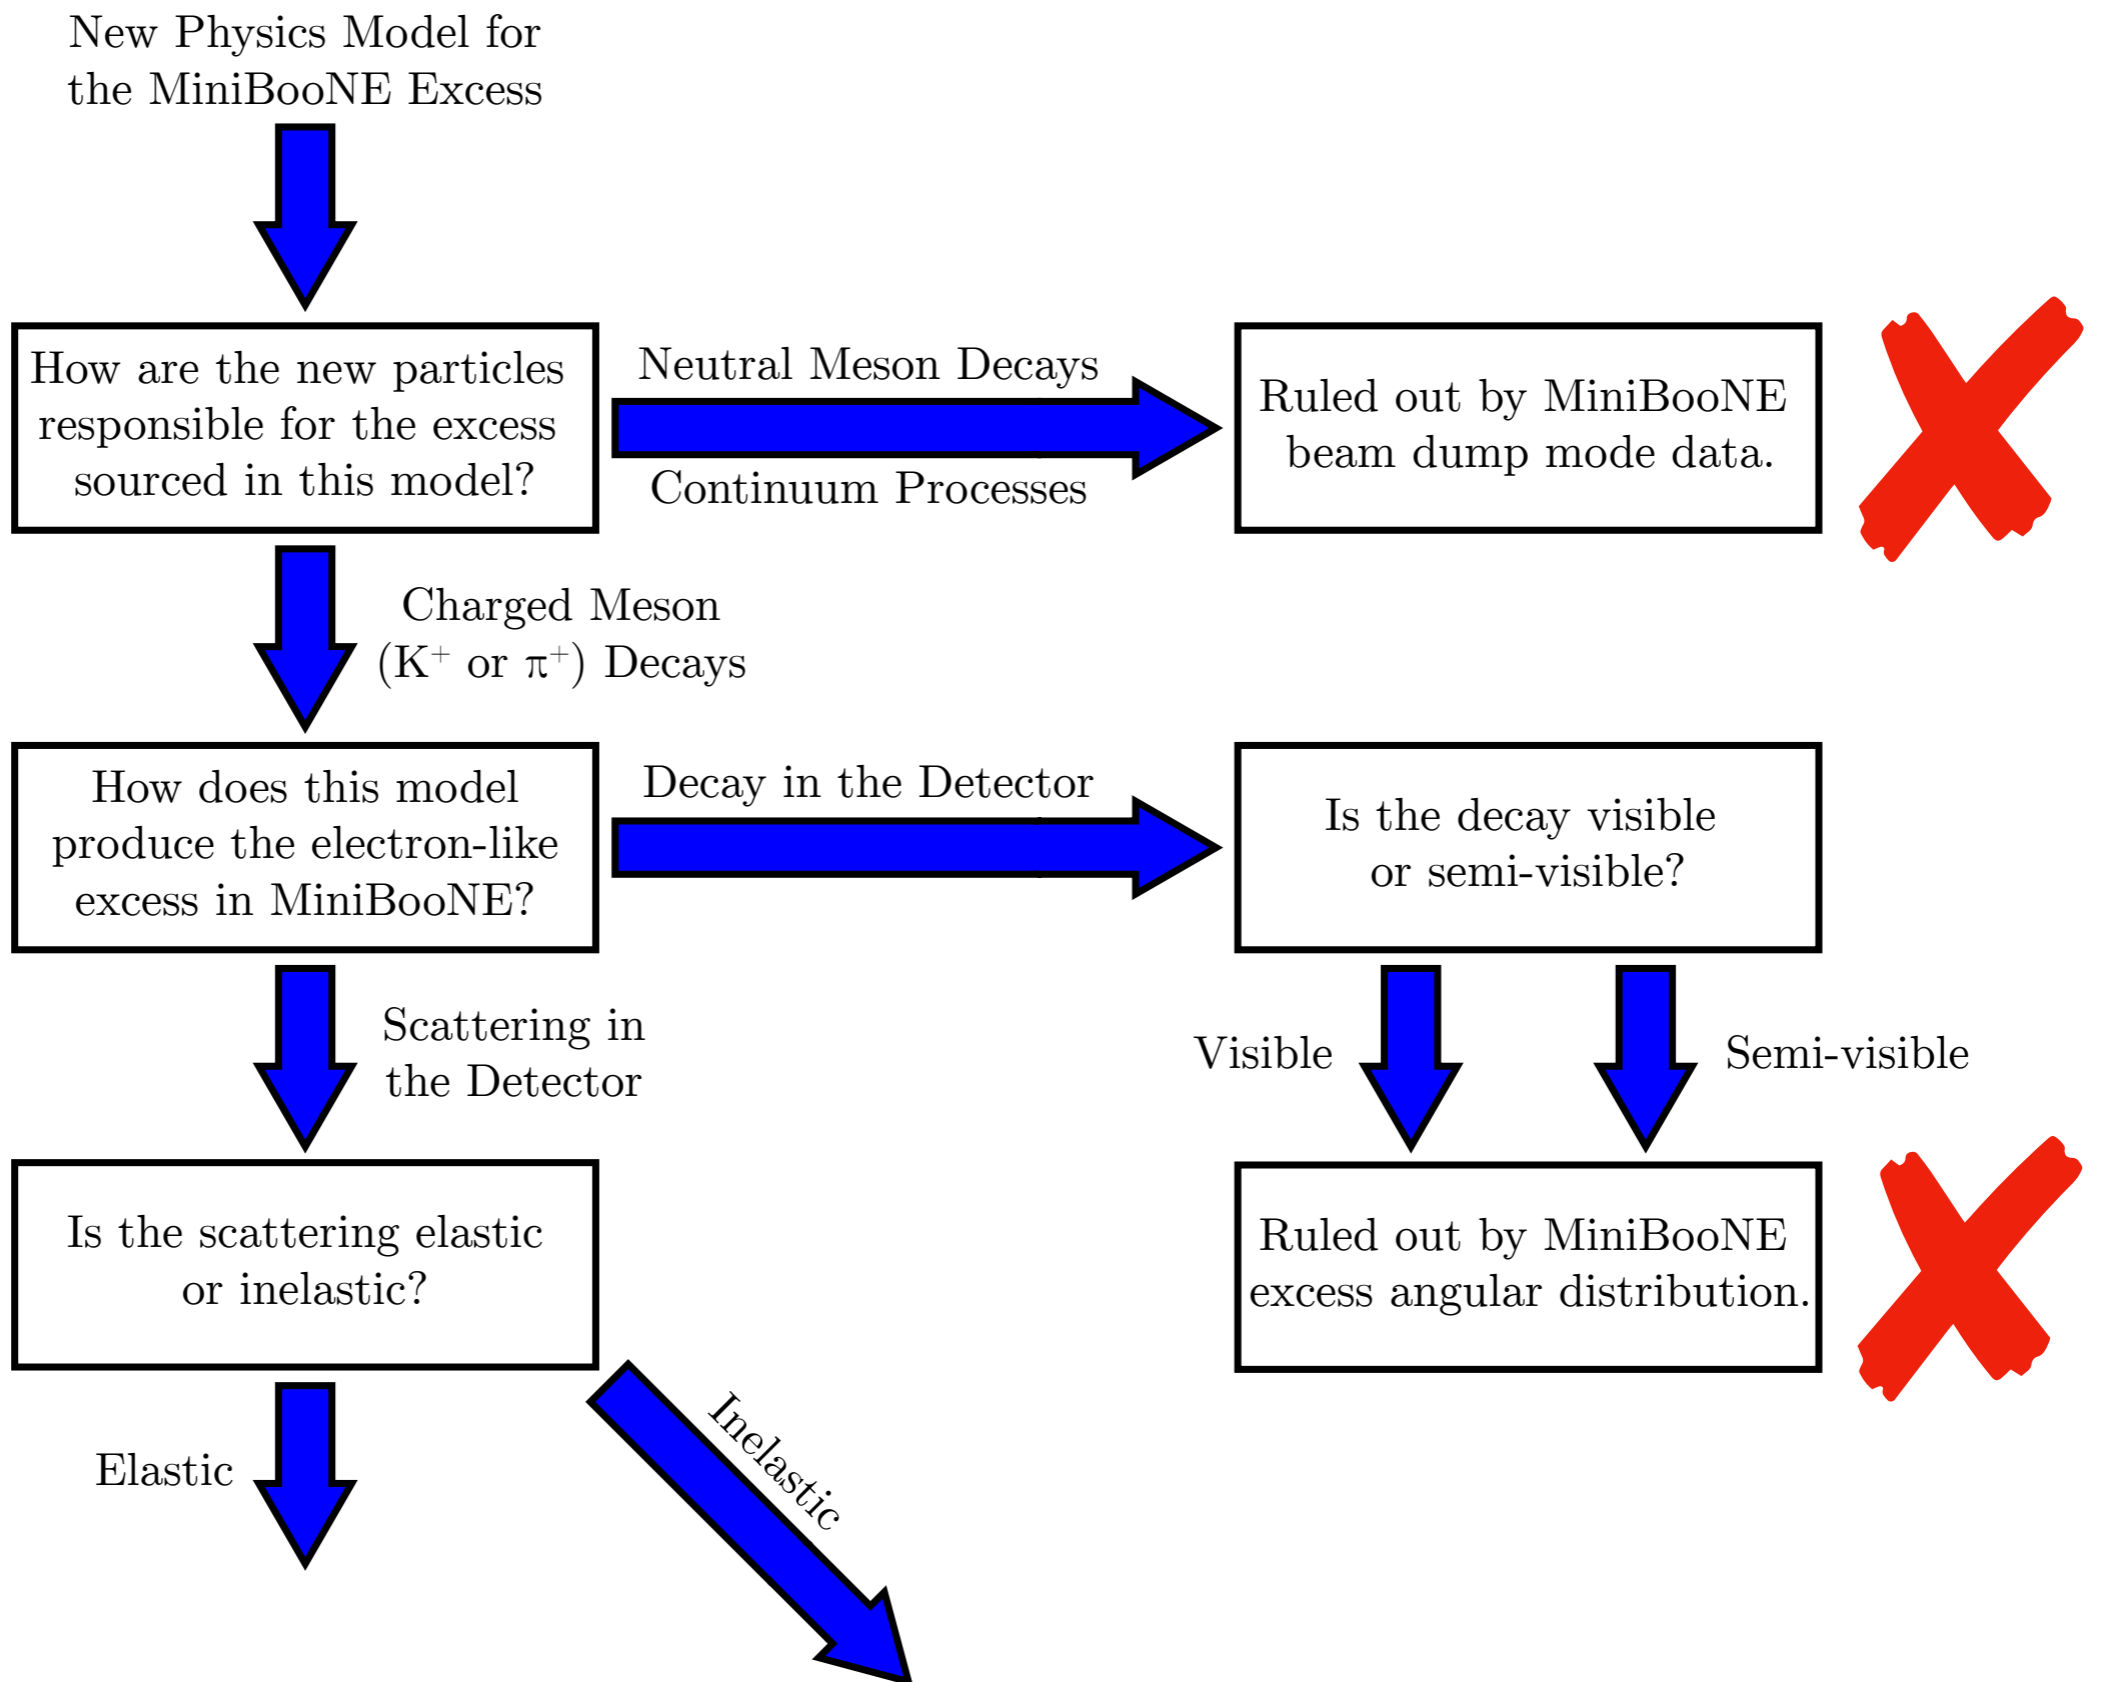 New Physics Model for
the MiniBooNE Excess
How are the new particles
responsible for the excess
sourced in this model?
Neutral Meson Decays
Continuum Processes
Ruled out by MiniBooNE
beam dump mode data.
Charged Meson
(K⁺ or π⁺) Decays
How does this model
produce the electron-like
excess in MiniBooNE?
Decay in the Detector
Is the decay visible
or semi-visible?
Scattering in
the Detector
Visible
Semi-visible
Is the scattering elastic
or inelastic?
Ruled out by MiniBooNE
excess angular distribution.
Elastic
Inelastic